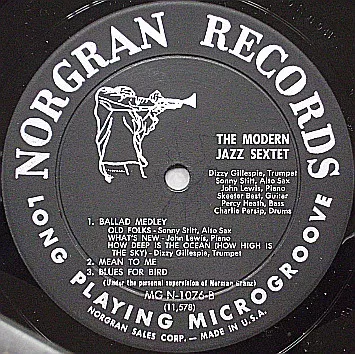 NORGRAN RECORDS
THE MODERN
JAZZ SEXTET
Dizzy Gillespie, Trumpet
Sonny Stitt, Alto Sax
John Lewis, Piano
Skeeter Best, Guitar
Percy Heath, Bass
Charlie Persip, Drums
1. BALLAD MEDLEY
OLD FOLKS - Sonny Stitt, Alto Sax
WHAT'S NEW - John Lewis, Piano
HOW DEEP IS THE OCEAN (HOW HIGH IS
THE SKY) - Dizzy Gillespie, Trumpet
2. MEAN TO ME
3. BLUES FOR BIRD
(Under the personal supervision of Norman Granz)
MG N-1076-B
(11,578)
LONG PLAYING MICROGROOVE
NORGRAN SALES CORP. — MADE IN U.S.A.